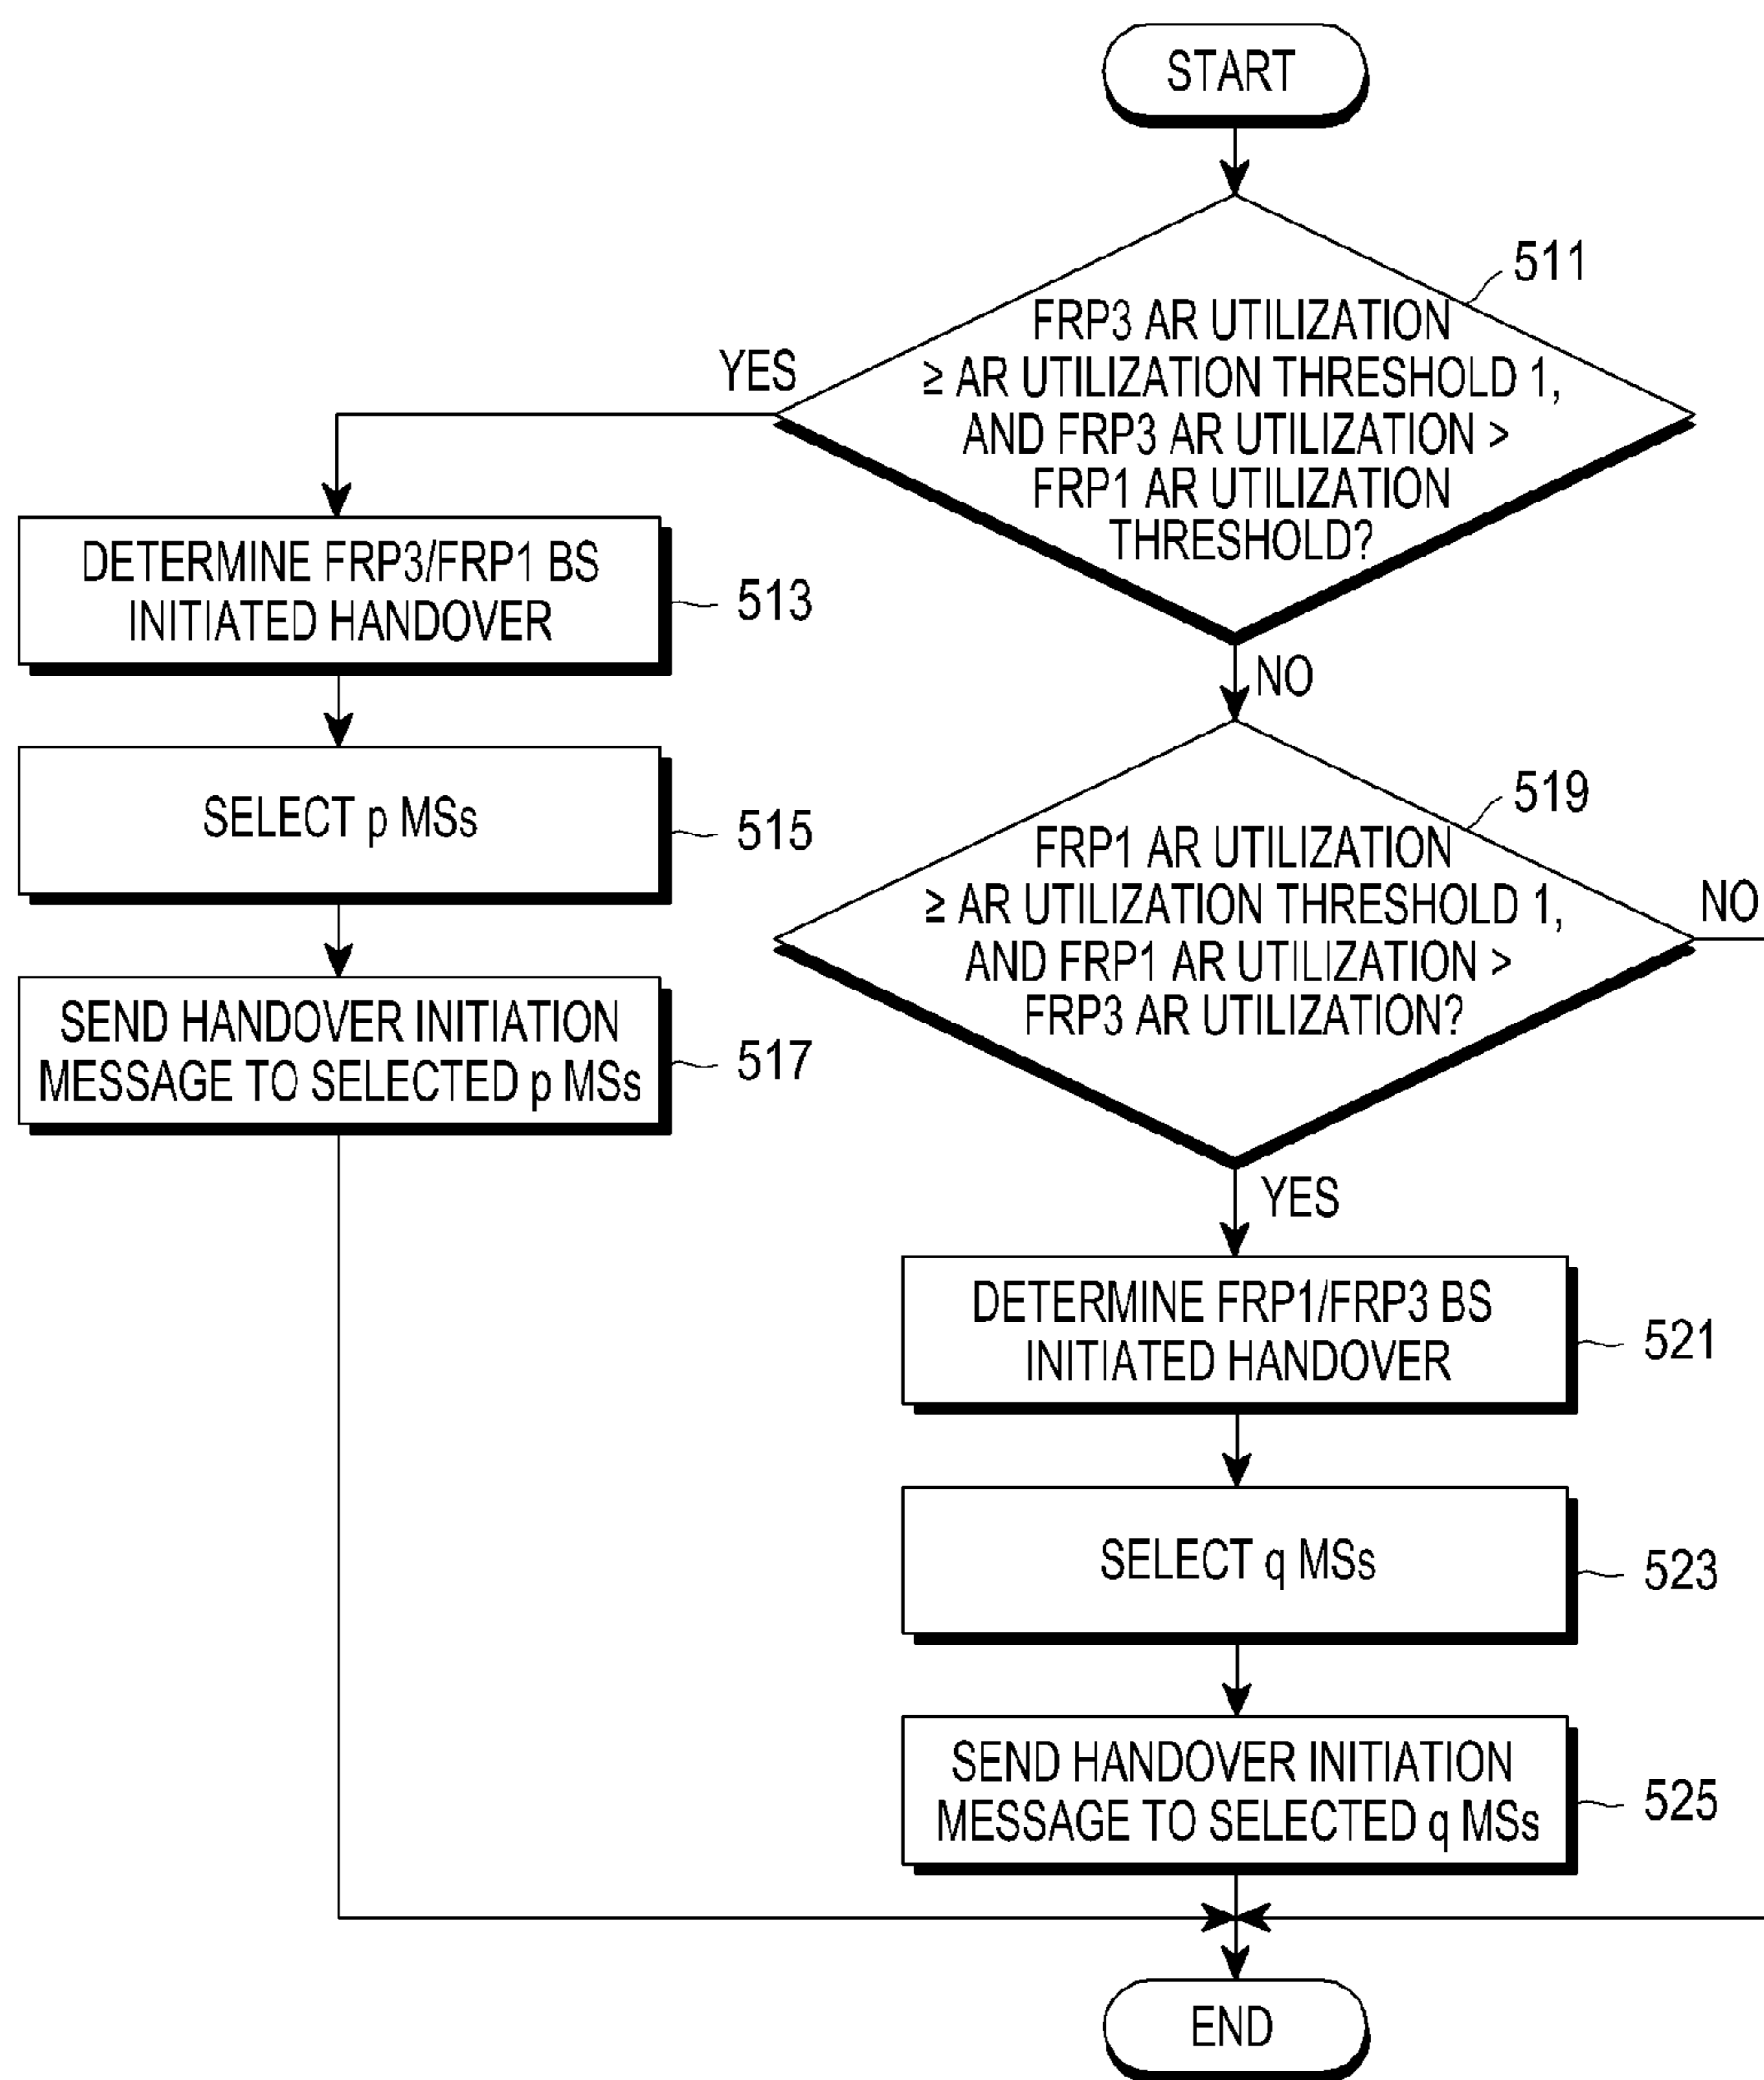 START
511
FRP3 AR UTILIZATION
≥ AR UTILIZATION THRESHOLD 1,
AND FRP3 AR UTILIZATION >
FRP1 AR UTILIZATION
THRESHOLD?
YES
NO
DETERMINE FRP3/FRP1 BS
INITIATED HANDOVER
513
SELECT p MSs
515
SEND HANDOVER INITIATION
MESSAGE TO SELECTED p MSs
517
519
FRP1 AR UTILIZATION
≥ AR UTILIZATION THRESHOLD 1,
AND FRP1 AR UTILIZATION >
FRP3 AR UTILIZATION?
NO
YES
DETERMINE FRP1/FRP3 BS
INITIATED HANDOVER
521
SELECT q MSs
523
SEND HANDOVER INITIATION
MESSAGE TO SELECTED q MSs
525
END